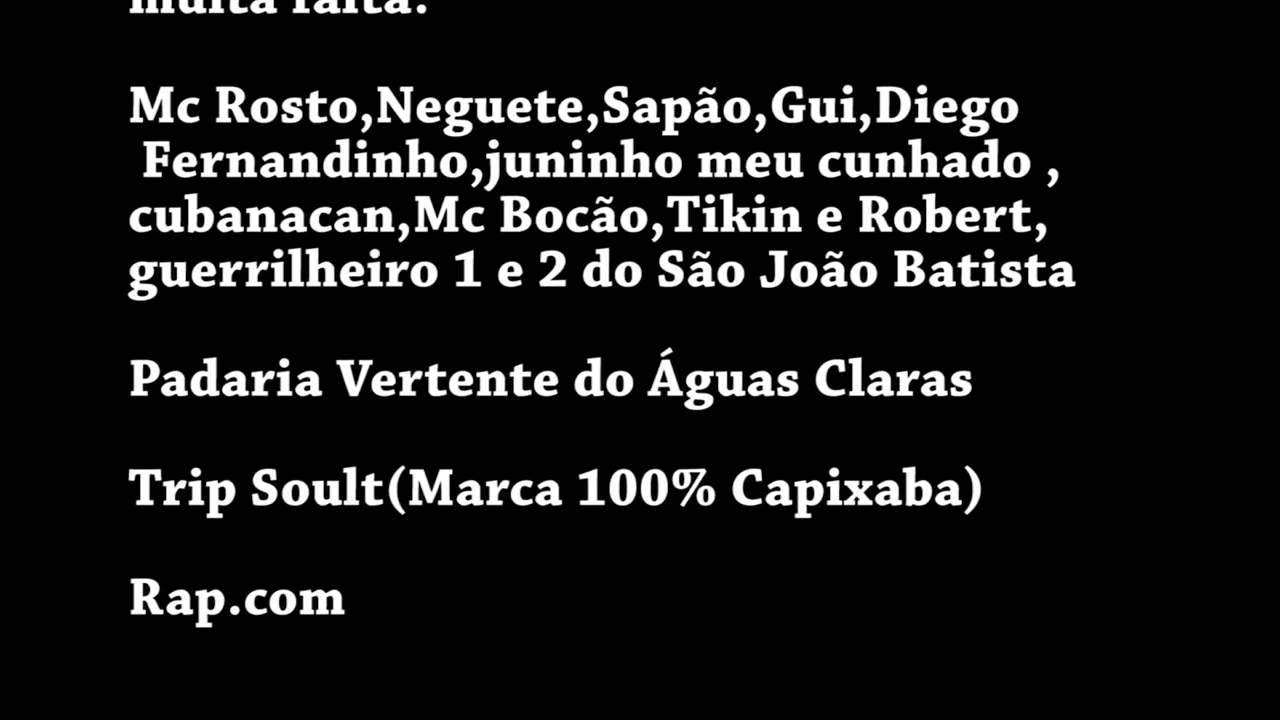 muita falta.
Mc Rosto,Neguete,Sapão,Gui,Diego
Fernandinho,juninho meu cunhado ,
cubanacan,Mc Bocão,Tikin e Robert,
guerrilheiro 1 e 2 do São João Batista
Padaria Vertente do Águas Claras
Trip Soult(Marca 100% Capixaba)
Rap.com